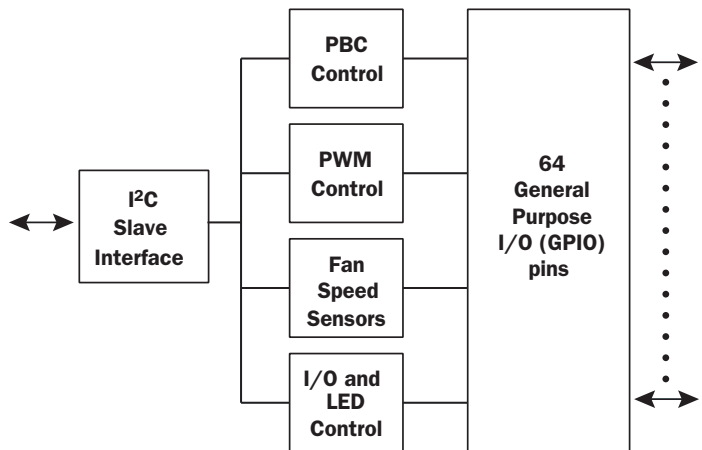 PBC
Control
PWM
Control
I²C
Slave
Interface
Fan
Speed
Sensors
I/O and
LED
Control
64
General
Purpose
I/O (GPIO)
pins